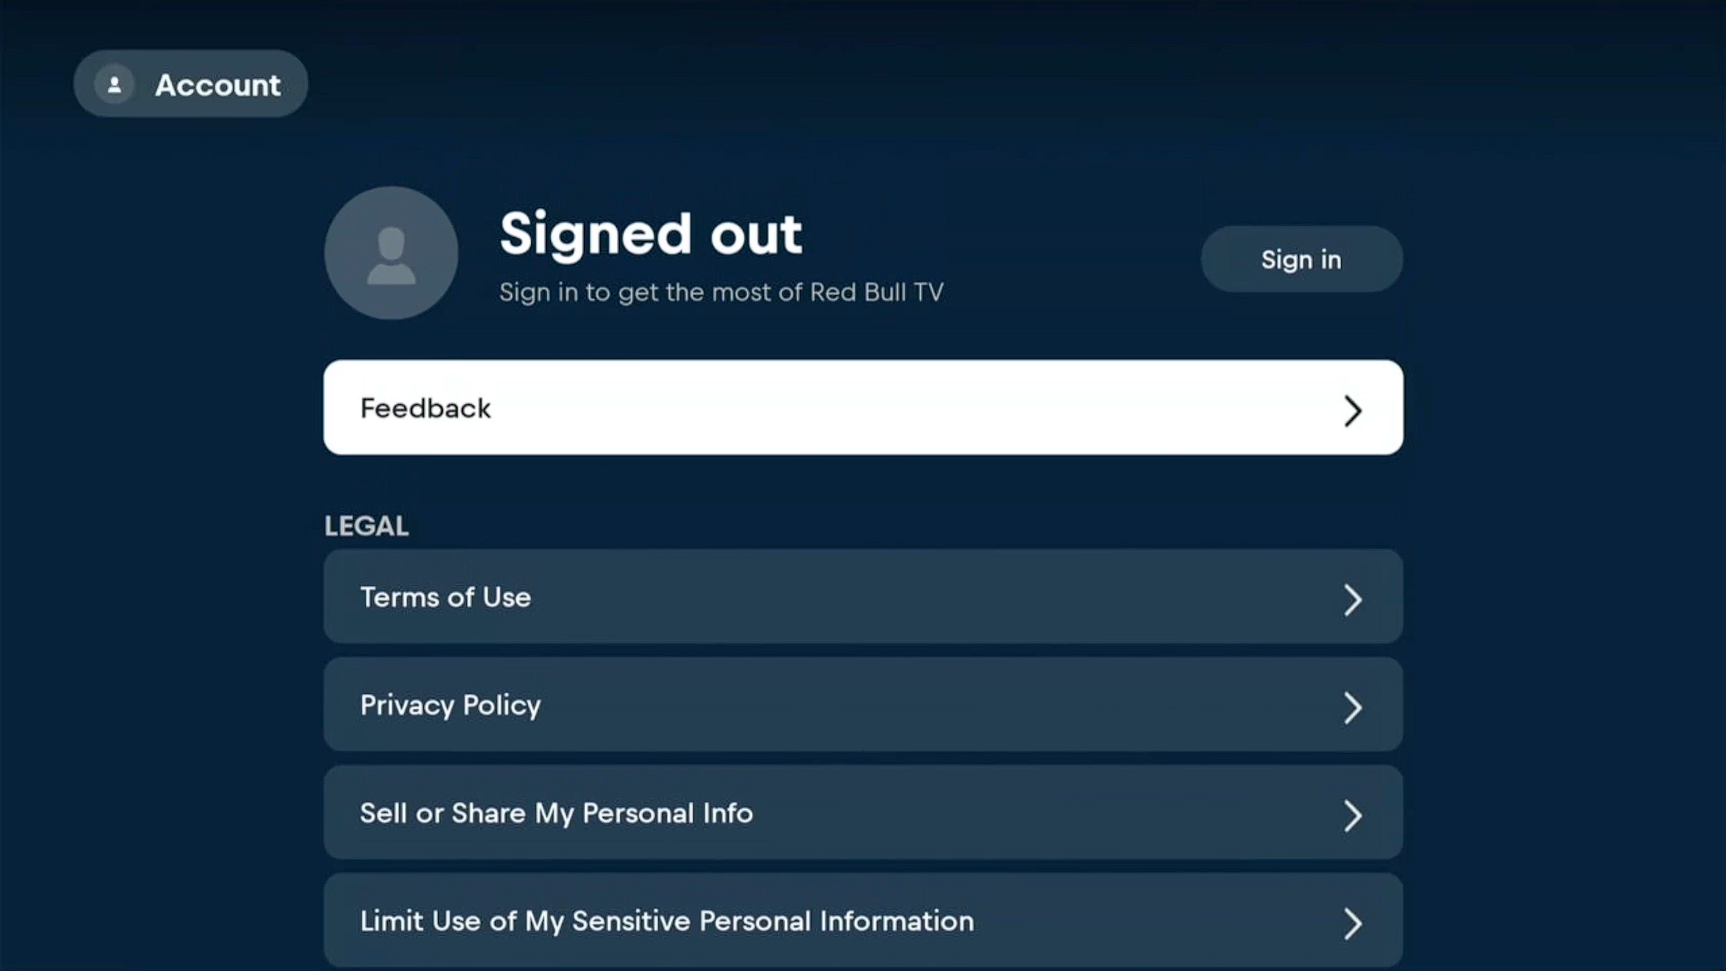 Account
Signed out
Sign in to get the most of Red Bull TV
Sign in
Feedback
LEGAL
Terms of Use
Privacy Policy
Sell or Share My Personal Info
Limit Use of My Sensitive Personal Information